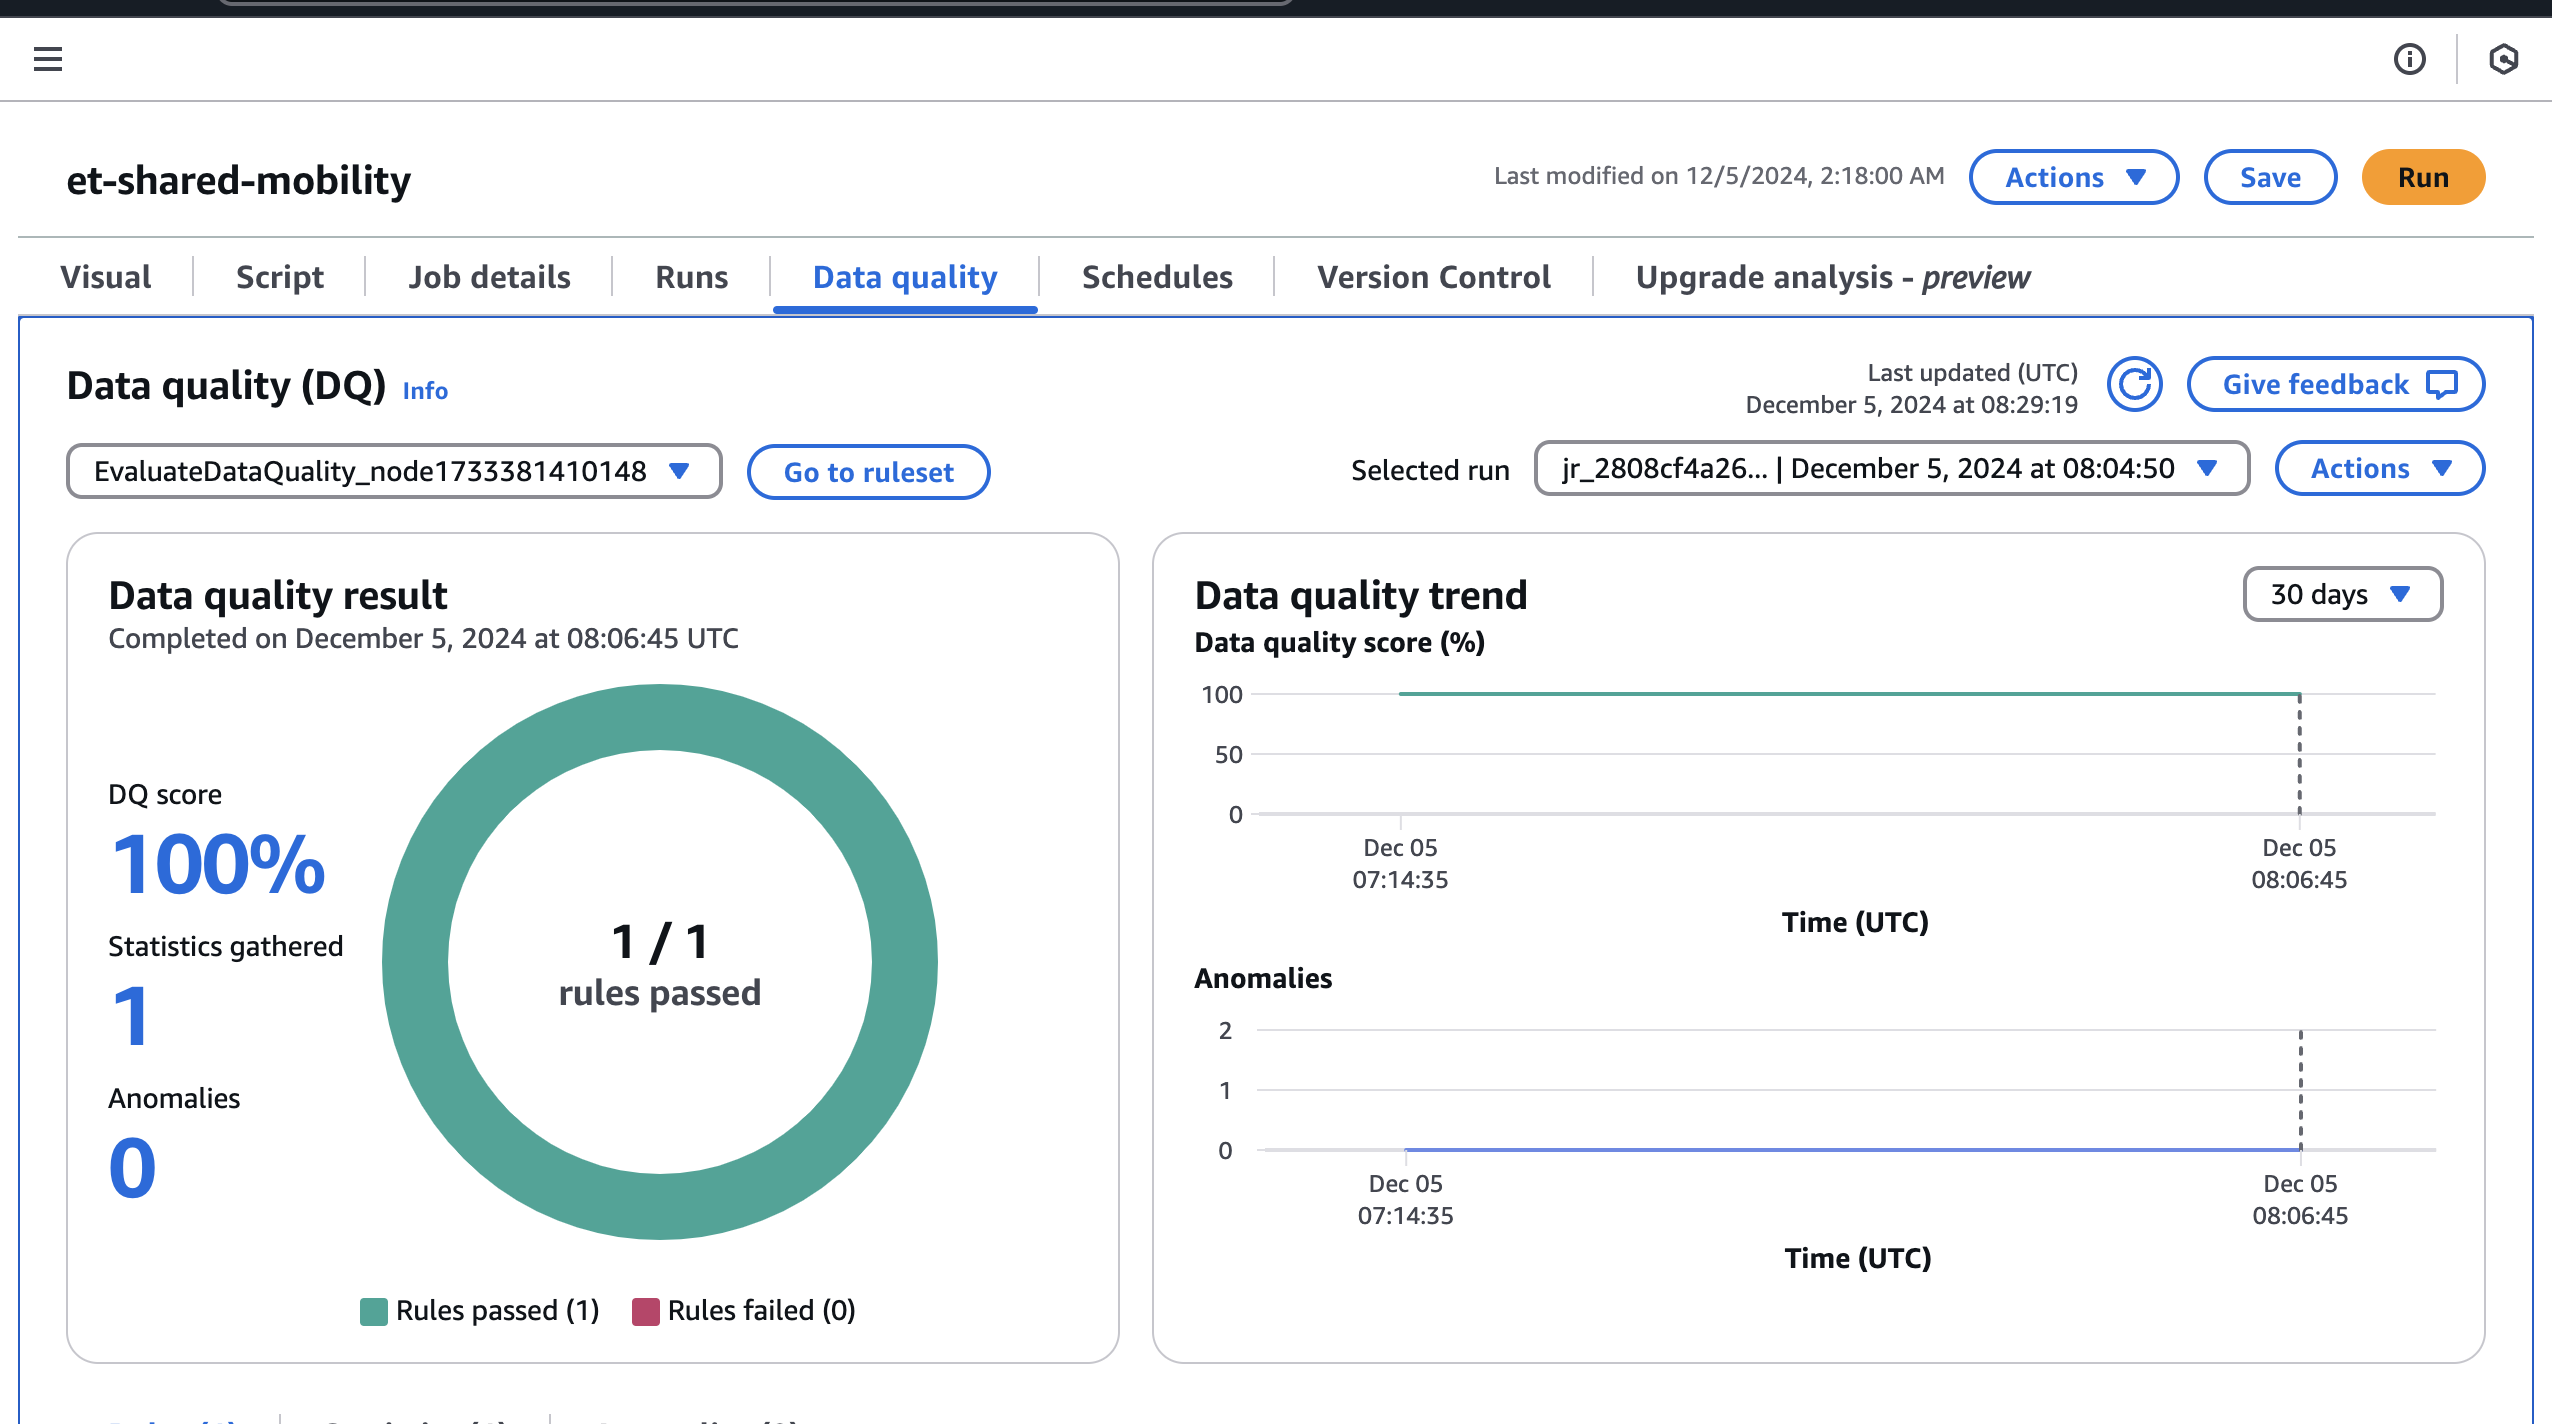 et-shared-mobility
Last modified on 12/5/2024, 2:18:00 AM
Actions
Save
Run
Visual
Script
Job details
Runs
Data quality
Schedules
Version Control
Upgrade analysis - preview
Data quality (DQ) Info
Last updated (UTC)
December 5, 2024 at 08:29:19
Give feedback
EvaluateDataQuality_node1733381410148
Go to ruleset
Selected run
jr_2808cf4a26... | December 5, 2024 at 08:04:50
Actions
Data quality result
Completed on December 5, 2024 at 08:06:45 UTC
DQ score
100%
Statistics gathered
1
Anomalies
0
1 / 1
rules passed
Rules passed (1)
Rules failed (0)
Data quality trend
30 days
Data quality score (%)
100
50
0
Dec 05
07:14:35
Dec 05
08:06:45
Time (UTC)
Anomalies
2
1
0
Dec 05
07:14:35
Dec 05
08:06:45
Time (UTC)